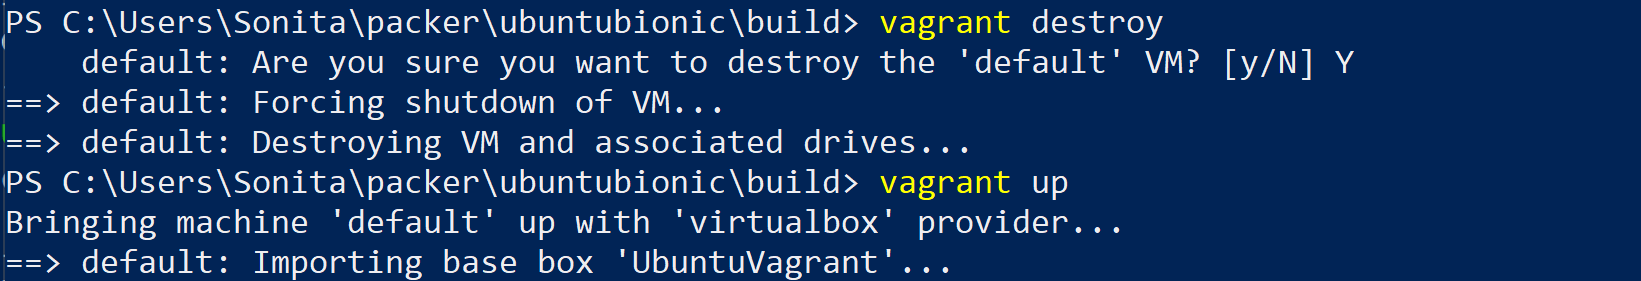 PS C:\Users\Sonita\packer\ubuntubionic\build> vagrant destroy
    default: Are you sure you want to destroy the 'default' VM? [y/N] Y
==> default: Forcing shutdown of VM...
==> default: Destroying VM and associated drives...
PS C:\Users\Sonita\packer\ubuntubionic\build> vagrant up
Bringing machine 'default' up with 'virtualbox' provider...
==> default: Importing base box 'UbuntuVagrant'...